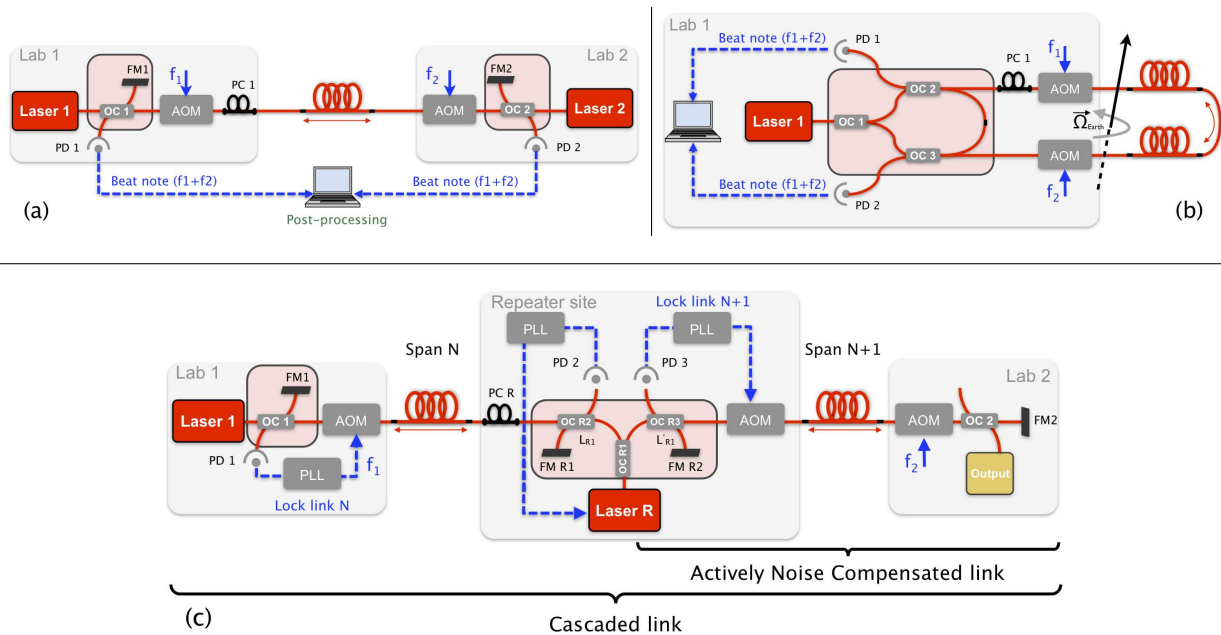 Lab 1
FM1
f1
PC 1
Laser 1
OC 1
AOM
PD 1
Beat note (f1+f2)
Lab 2
f2
FM2
AOM
OC 2
Laser 2
PD 2
Beat note (f1+f2)
Post-processing
(a)
Lab 1
PD 1
Beat note (f1+f2)
OC 2
PC 1
f1
AOM
Laser 1
OC 1
ΩEarth
OC 3
AOM
Beat note (f1+f2)
PD 2
f2
(b)
Repeater site
Lock link N+1
PLL
PLL
Span N
PD 2
PD 3
Span N+1
Lab 1
FM1
Laser 1
OC 1
AOM
PC R
OC R2
OC R3
AOM
LR1
L'R1
FM R1
OC R1
FM R2
PD 1
PLL
f1
Lock link N
Laser R
Lab 2
AOM
OC 2
FM2
f2
Output
Actively Noise Compensated link
(c)
Cascaded link